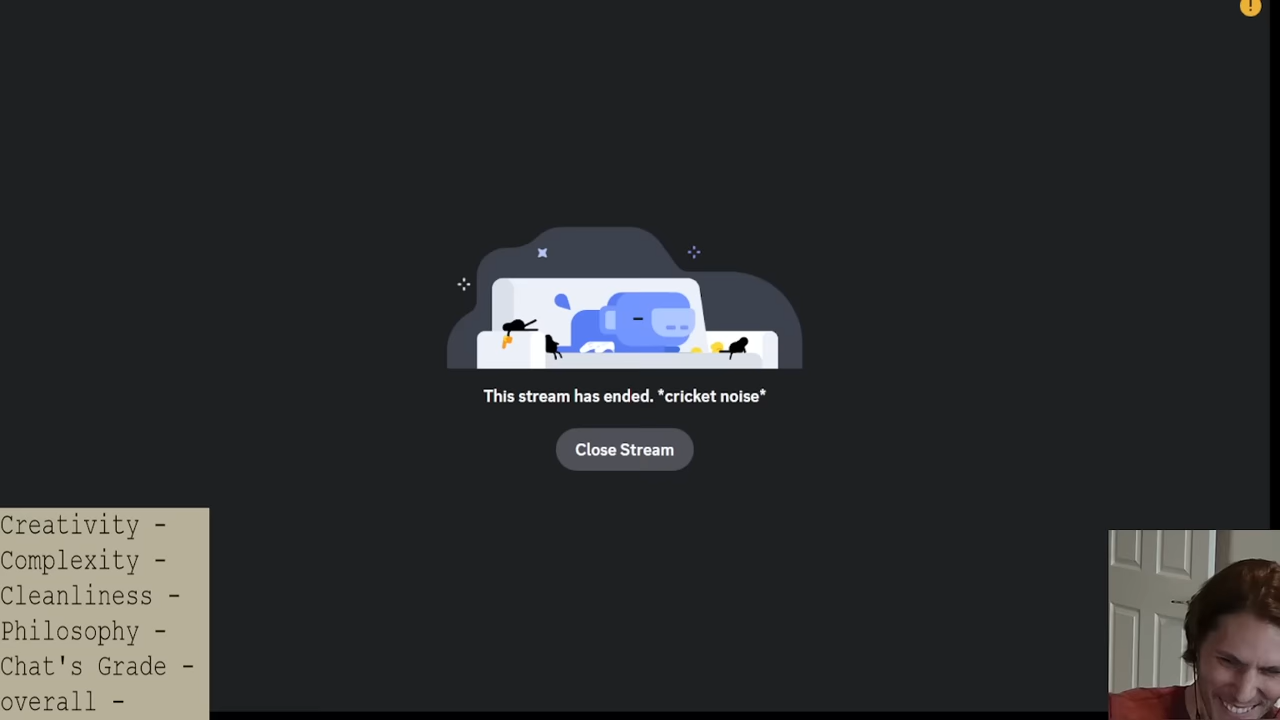 !
This stream has ended. *cricket noise*
Close Stream
Creativity -
Complexity -
Cleanliness -
Philosophy -
Chat's Grade -
overall -